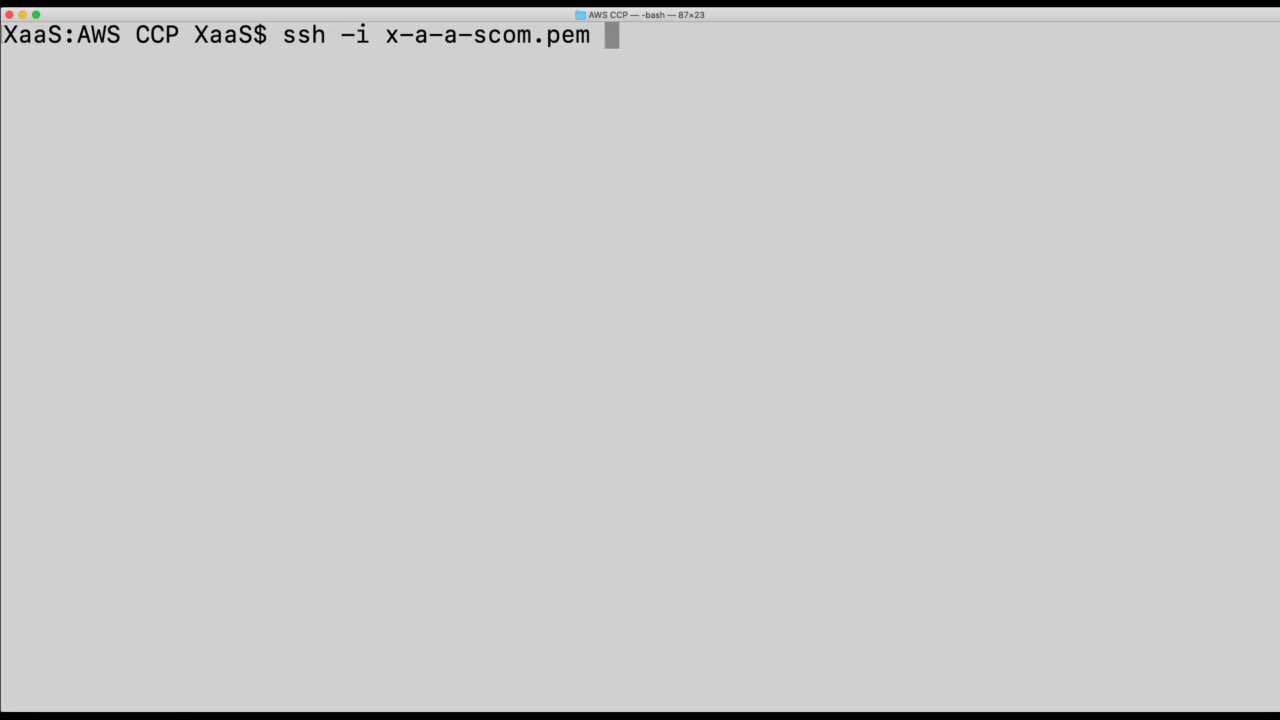 AWS CCP — -bash — 87×23
XaaS:AWS CCP XaaS$ ssh -i x-a-a-scom.pem